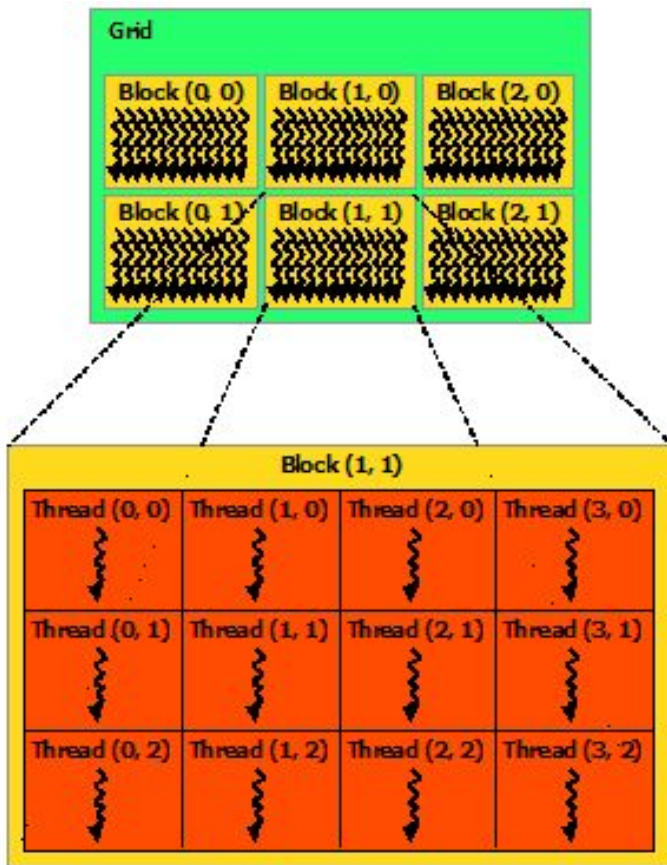 Grid
Block (0, 0) Block (1, 0) Block (2, 0)
Block (0, 1) Block (1, 1) Block (2, 1)
Block (1, 1)
Thread (0, 0) Thread (1, 0) Thread (2, 0) Thread (3, 0)
Thread (0, 1) Thread (1, 1) Thread (2, 1) Thread (3, 1)
Thread (0, 2) Thread (1, 2) Thread (2, 2) Thread (3, 2)